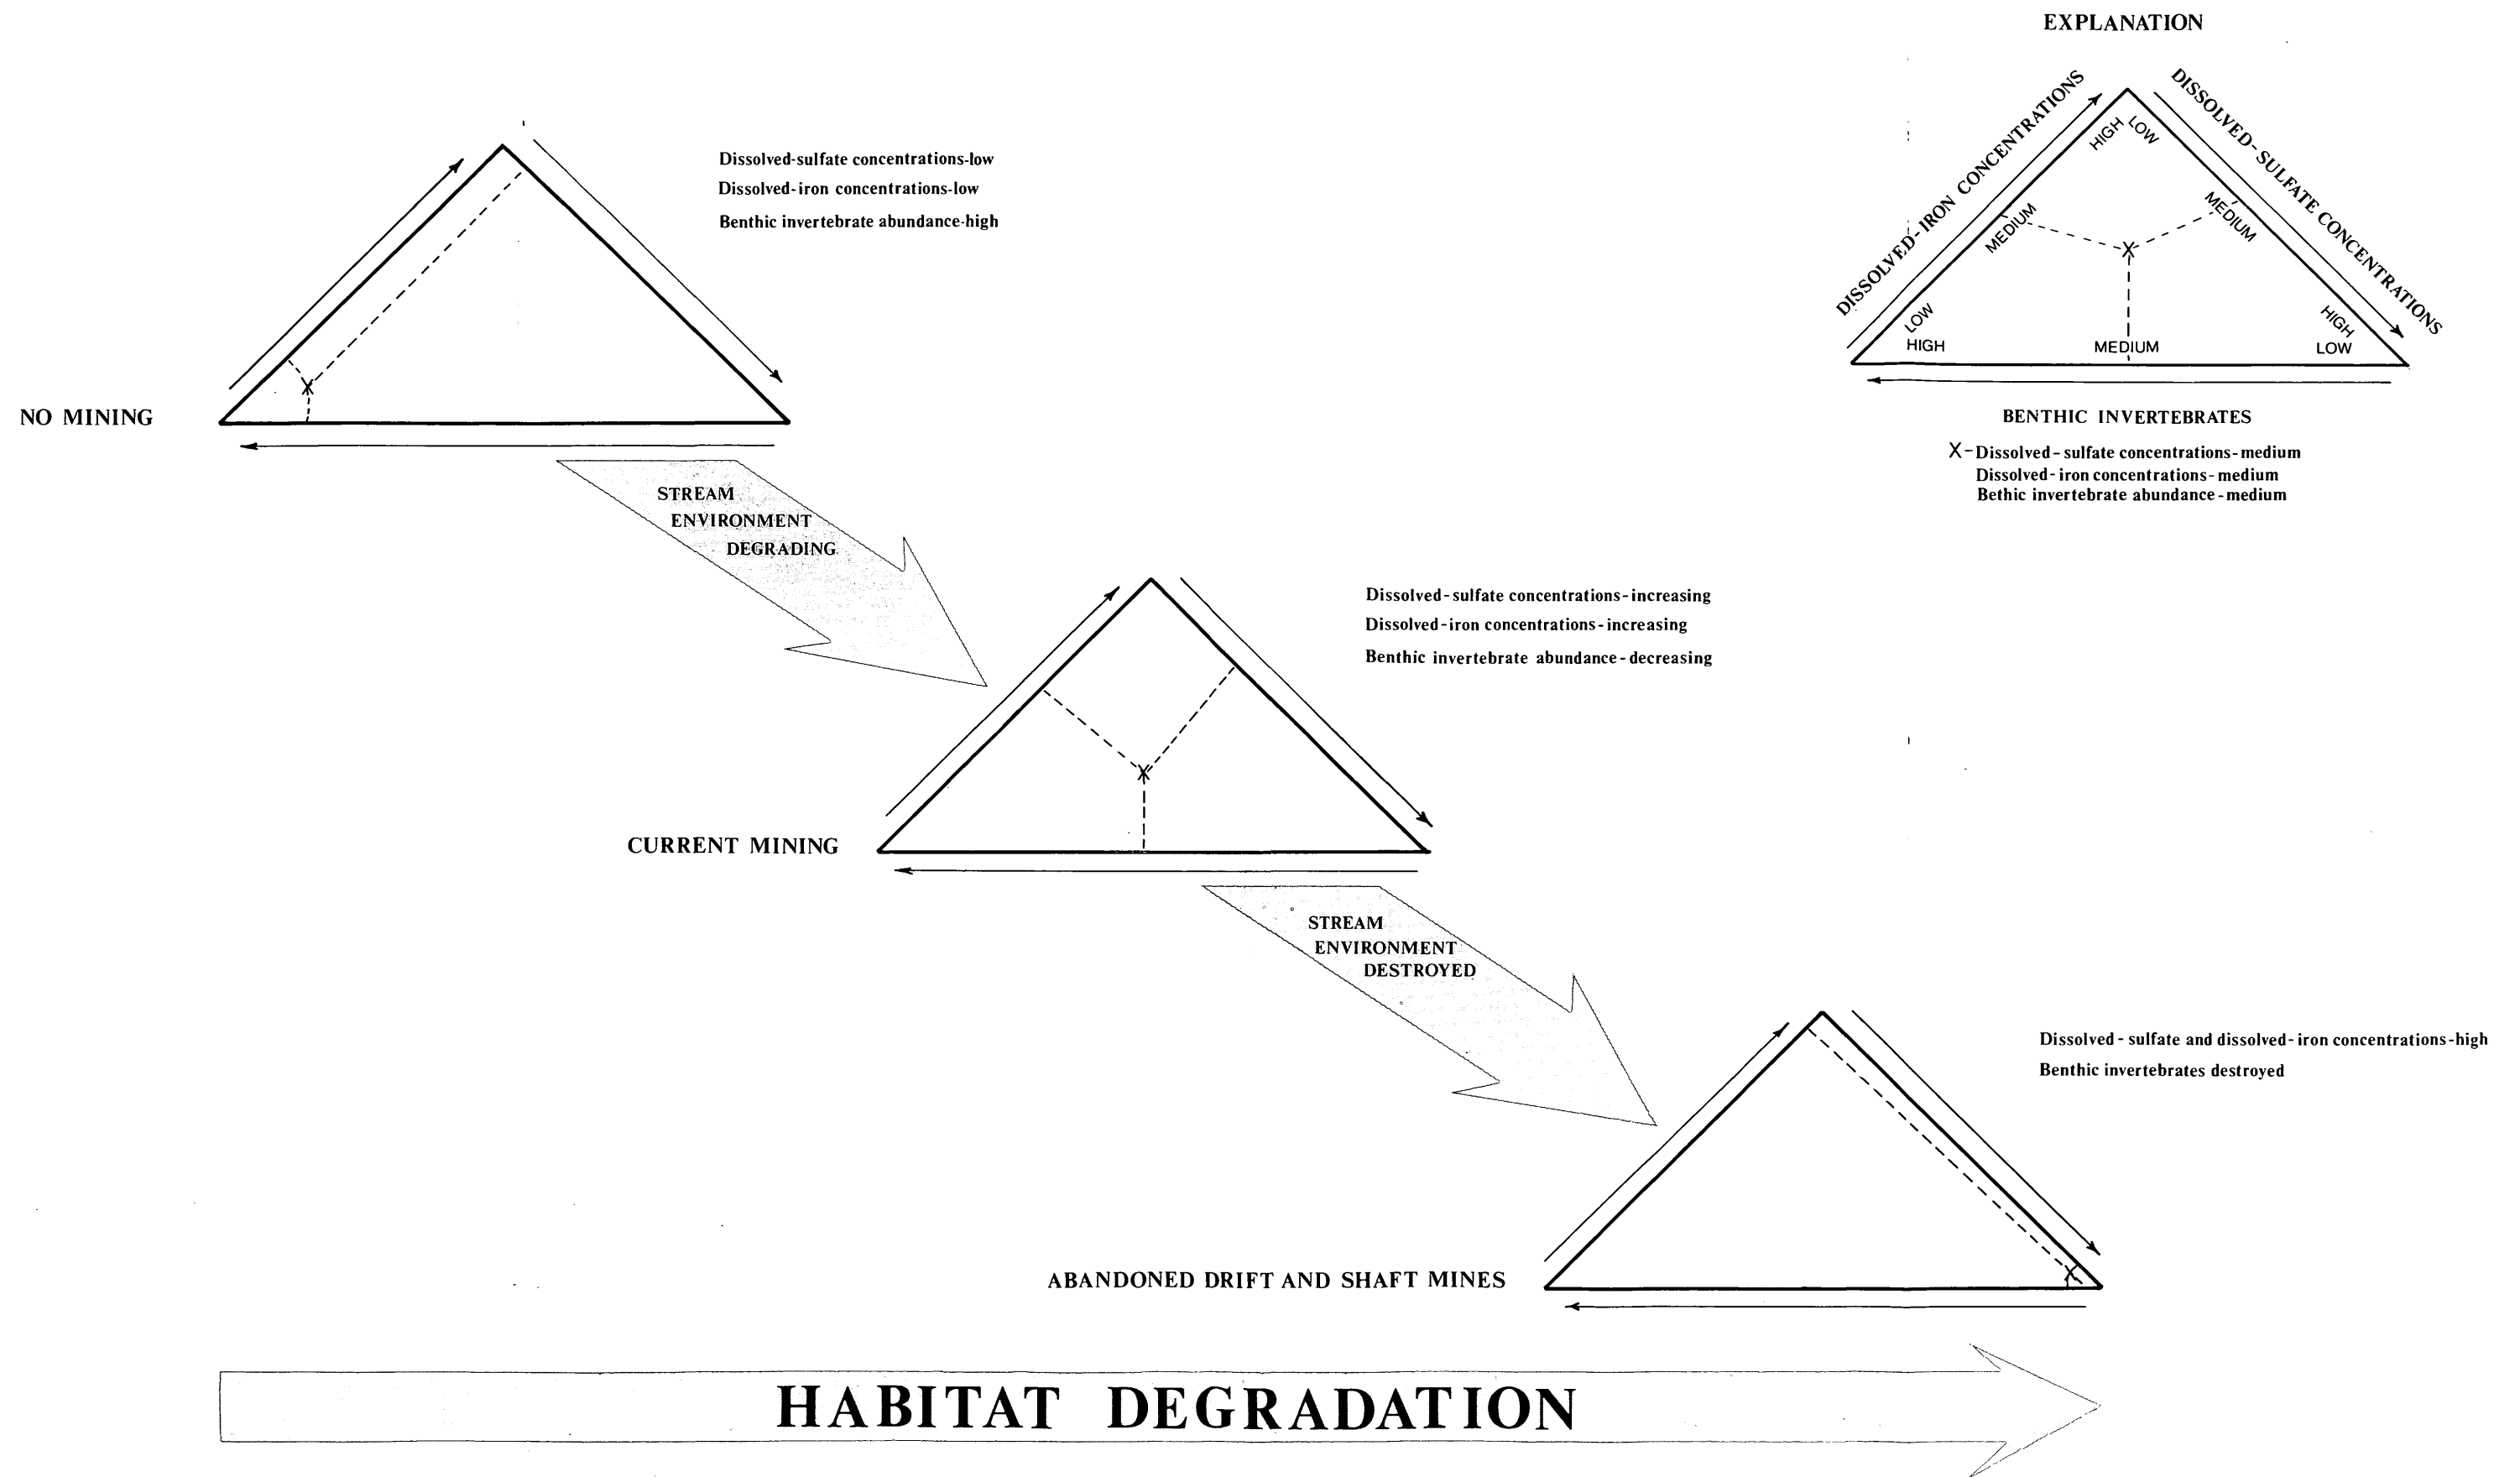 EXPLANATION
DISSOLVED-IRON CONCENTRATIONS
DISSOLVED-SULFATE CONCENTRATIONS
HIGH
LOW
MEDIUM
MEDIUM
LOW
HIGH
HIGH
MEDIUM
LOW
BENTHIC INVERTEBRATES
X-Dissolved-sulfate concentrations-medium
Dissolved-iron concentrations-medium
Bethic invertebrate abundance-medium
Dissolved-sulfate concentrations-low
Dissolved-iron concentrations-low
Benthic invertebrate abundance-high
X
NO MINING
STREAM
ENVIRONMENT
DEGRADING
Dissolved-sulfate concentrations-increasing
Dissolved-iron concentrations-increasing
Benthic invertebrate abundance-decreasing
X
CURRENT MINING
STREAM
ENVIRONMENT
DESTROYED
Dissolved-sulfate and dissolved-iron concentrations-high
Benthic invertebrates destroyed
X
ABANDONED DRIFT AND SHAFT MINES
HABITAT DEGRADATION